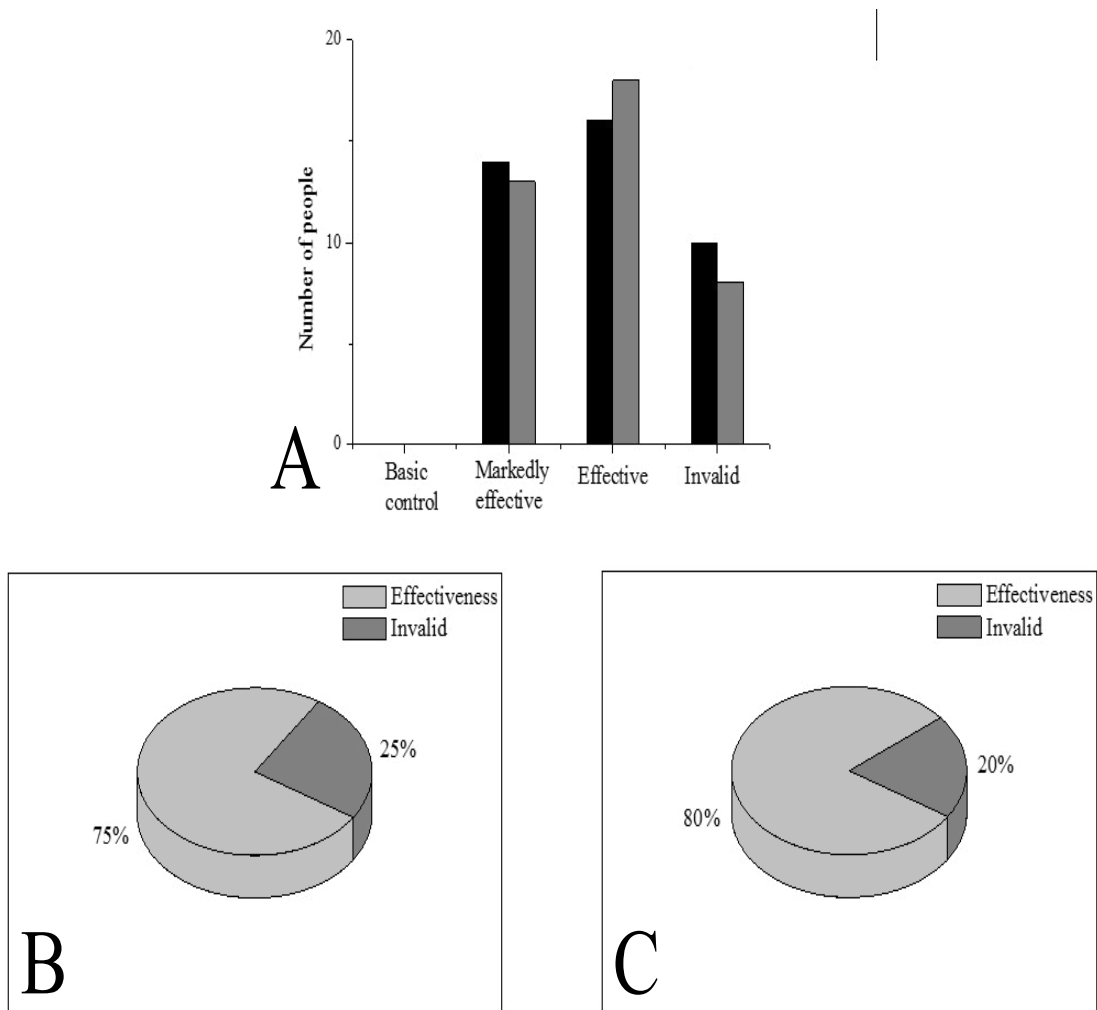 20
10
0
Number of people
Basic
control
Markedly
effective
Effective
Invalid
A
Effectiveness
Invalid
25%
75%
B
Effectiveness
Invalid
20%
80%
C